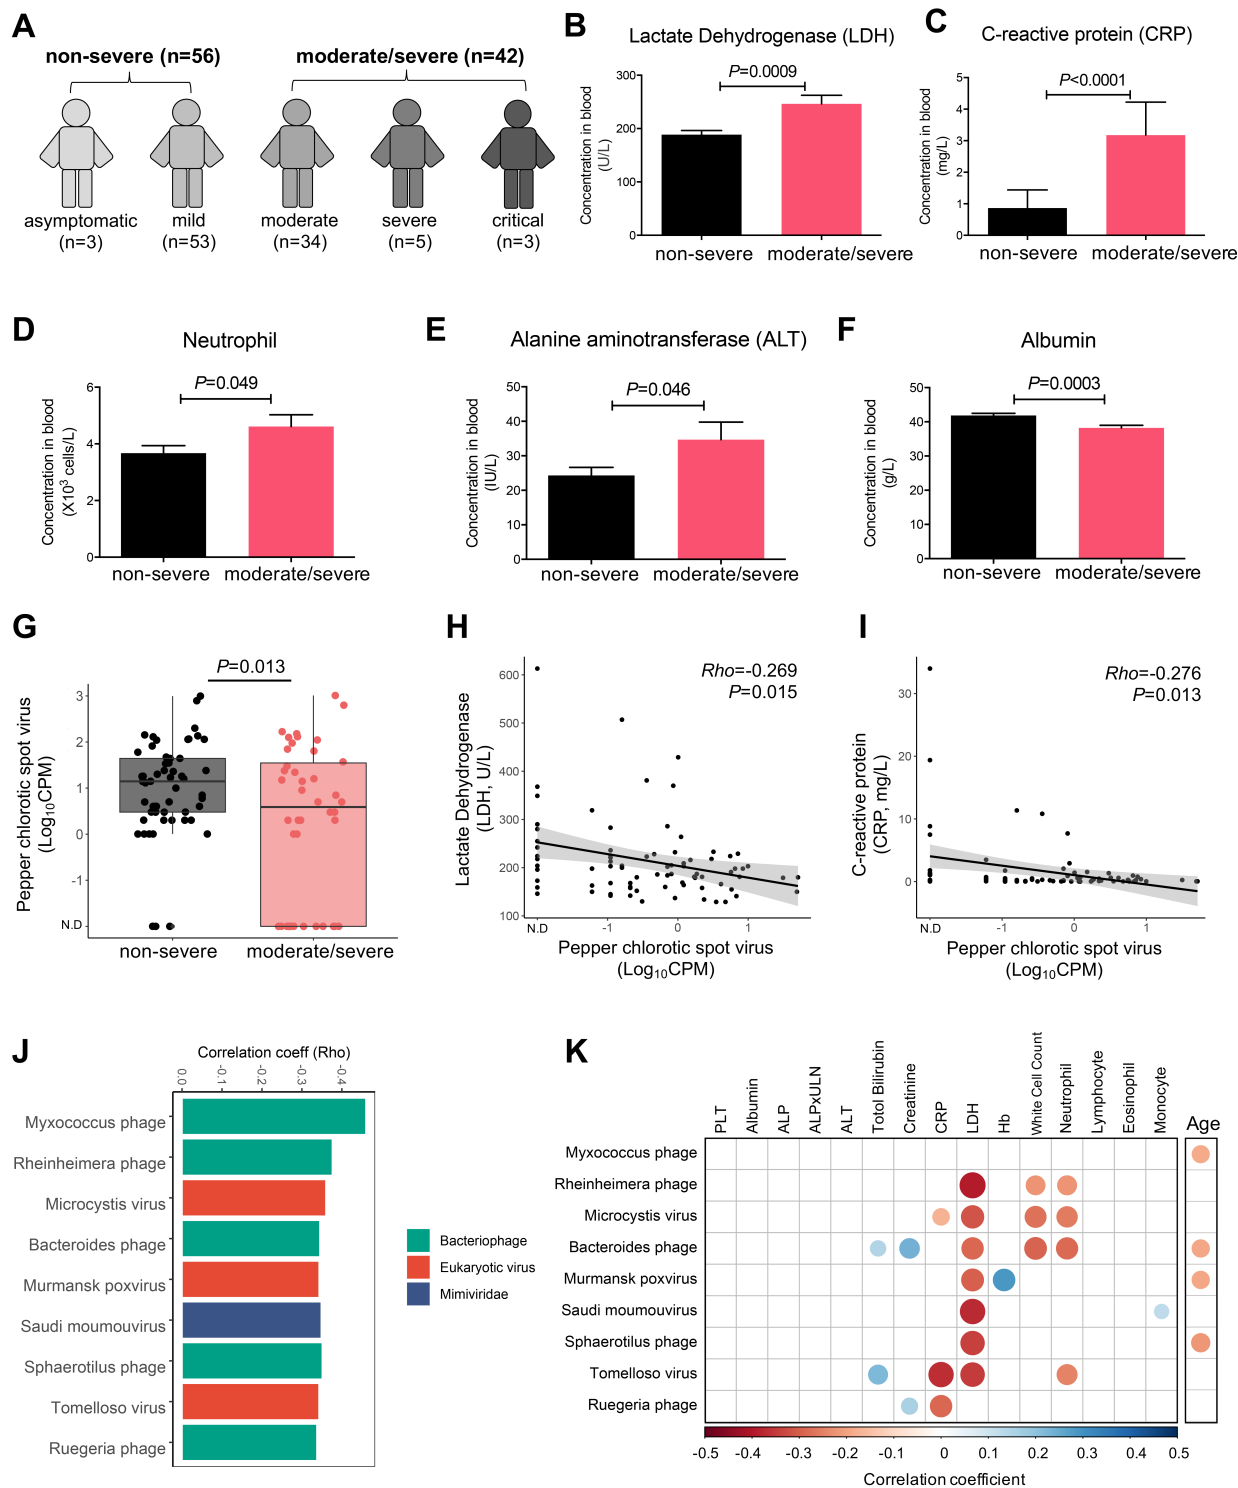 A
non-severe (n=56)
moderate/severe (n=42)
asymptomatic
(n=3)
mild
(n=53)
moderate
(n=34)
severe
(n=5)
critical
(n=3)
B
Lactate Dehydrogenase (LDH)
Concentration in blood
(U/L)
300
200
100
0
P=0.0009
non-severe
moderate/severe
C
C-reactive protein (CRP)
Concentration in blood
(mg/L)
5
4
3
2
1
0
P<0.0001
non-severe
moderate/severe
D
Neutrophil
Concentration in blood
(X10³ cells/L)
6
4
2
0
P=0.049
non-severe
moderate/severe
E
Alanine aminotransferase (ALT)
Concentration in blood
(IU/L)
50
40
30
20
10
0
P=0.046
non-severe
moderate/severe
F
Albumin
Concentration in blood
(g/L)
50
40
30
20
10
0
P=0.0003
non-severe
moderate/severe
G
Pepper chlorotic spot virus
(Log₁₀CPM)
3
2
1
0
-1
N.D
P=0.013
non-severe
moderate/severe
H
Lactate Dehydrogenase
(LDH, U/L)
600
500
400
300
200
100
Rho=-0.269
P=0.015
N.D
-1
0
1
Pepper chlorotic spot virus
(Log₁₀CPM)
I
C-reactive protein
(CRP, mg/L)
30
20
10
0
Rho=-0.276
P=0.013
N.D
-1
0
1
Pepper chlorotic spot virus
(Log₁₀CPM)
J
Correlation coeff (Rho)
0.0
-0.1
-0.2
-0.3
-0.4
Myxococcus phage
Rheinheimera phage
Microcystis virus
Bacteroides phage
Murmansk poxvirus
Saudi moumouvirus
Sphaerotilus phage
Tomelloso virus
Ruegeria phage
Bacteriophage
Eukaryotic virus
Mimiviridae
K
PLT
Albumin
ALP
ALPxULN
ALT
Totol Bilirubin
Creatinine
CRP
LDH
Hb
White Cell Count
Neutrophil
Lymphocyte
Eosinophil
Monocyte
Age
Myxococcus phage
Rheinheimera phage
Microcystis virus
Bacteroides phage
Murmansk poxvirus
Saudi moumouvirus
Sphaerotilus phage
Tomelloso virus
Ruegeria phage
-0.5
-0.4
-0.3
-0.2
-0.1
0
0.1
0.2
0.3
0.4
0.5
Correlation coefficient